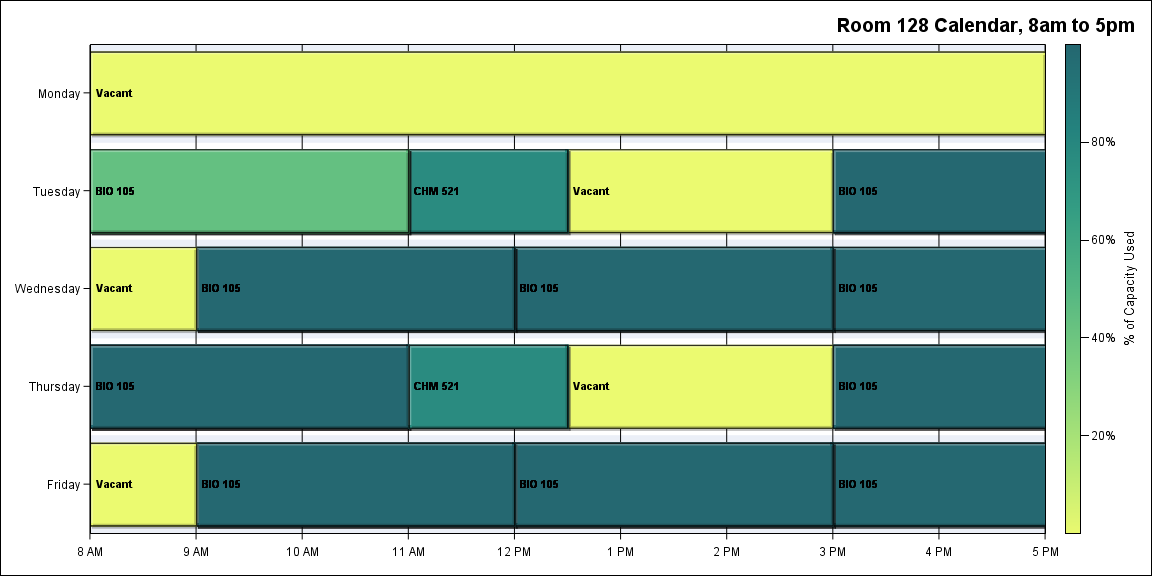 Room 128 Calendar, 8am to 5pm
Monday
Vacant
Tuesday
BIO 105
CHM 521
Vacant
BIO 105
Wednesday
Vacant
BIO 105
BIO 105
BIO 105
Thursday
BIO 105
CHM 521
Vacant
BIO 105
Friday
Vacant
BIO 105
BIO 105
BIO 105
8 AM
9 AM
10 AM
11 AM
12 PM
1 PM
2 PM
3 PM
4 PM
5 PM
80%
60%
40%
20%
% of Capacity Used